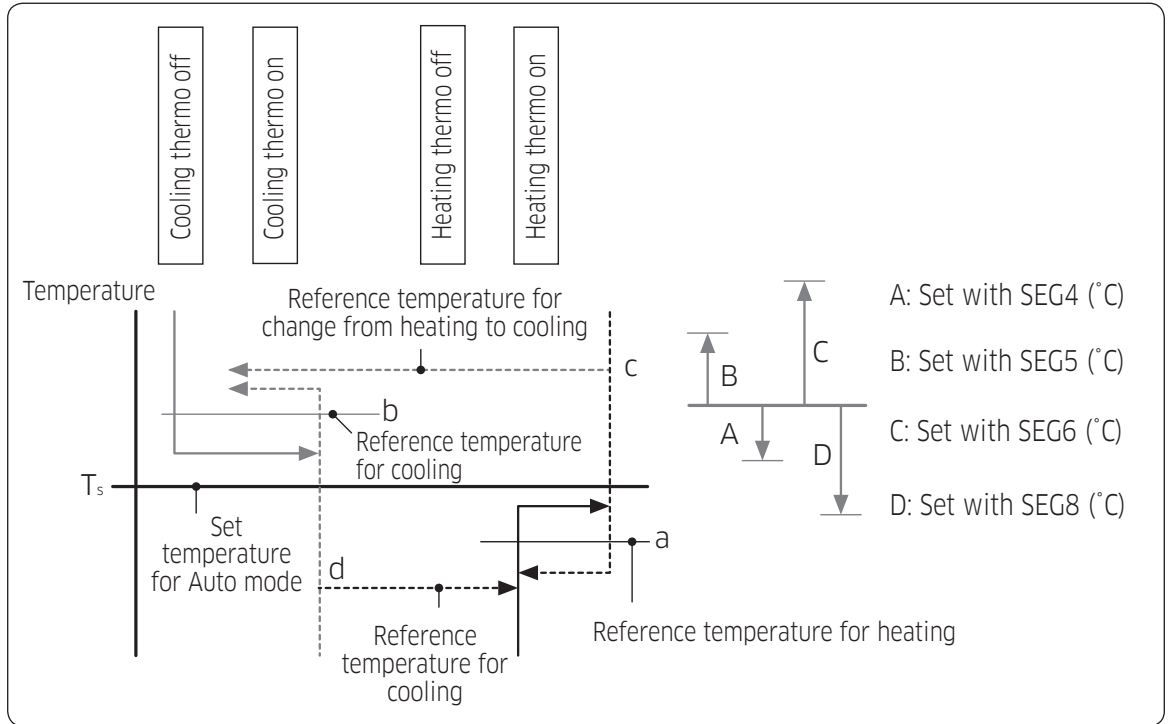 Cooling thermo off
Cooling thermo on
Heating thermo off
Heating thermo on
Temperature
Reference temperature for
change from heating to cooling
c
b
Reference temperature
for cooling
Ts
Set
temperature
for Auto mode
a
d
Reference
temperature for
cooling
Reference temperature for heating
B
C
A
D
A: Set with SEG4 (˚C)
B: Set with SEG5 (˚C)
C: Set with SEG6 (˚C)
D: Set with SEG8 (˚C)